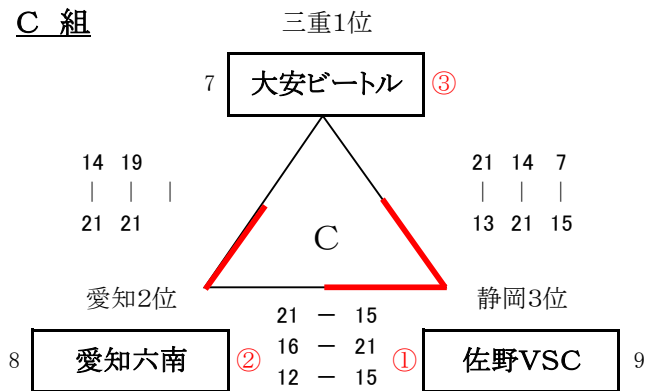 C 組
三重1位
7 大安ビートル ③
14 19
| | |
21 21
21 14 7
| | |
13 21 15
C
愛知2位
静岡3位
21 － 15
16 － 21
12 － 15
8 愛知六南 ②
① 佐野VSC 9